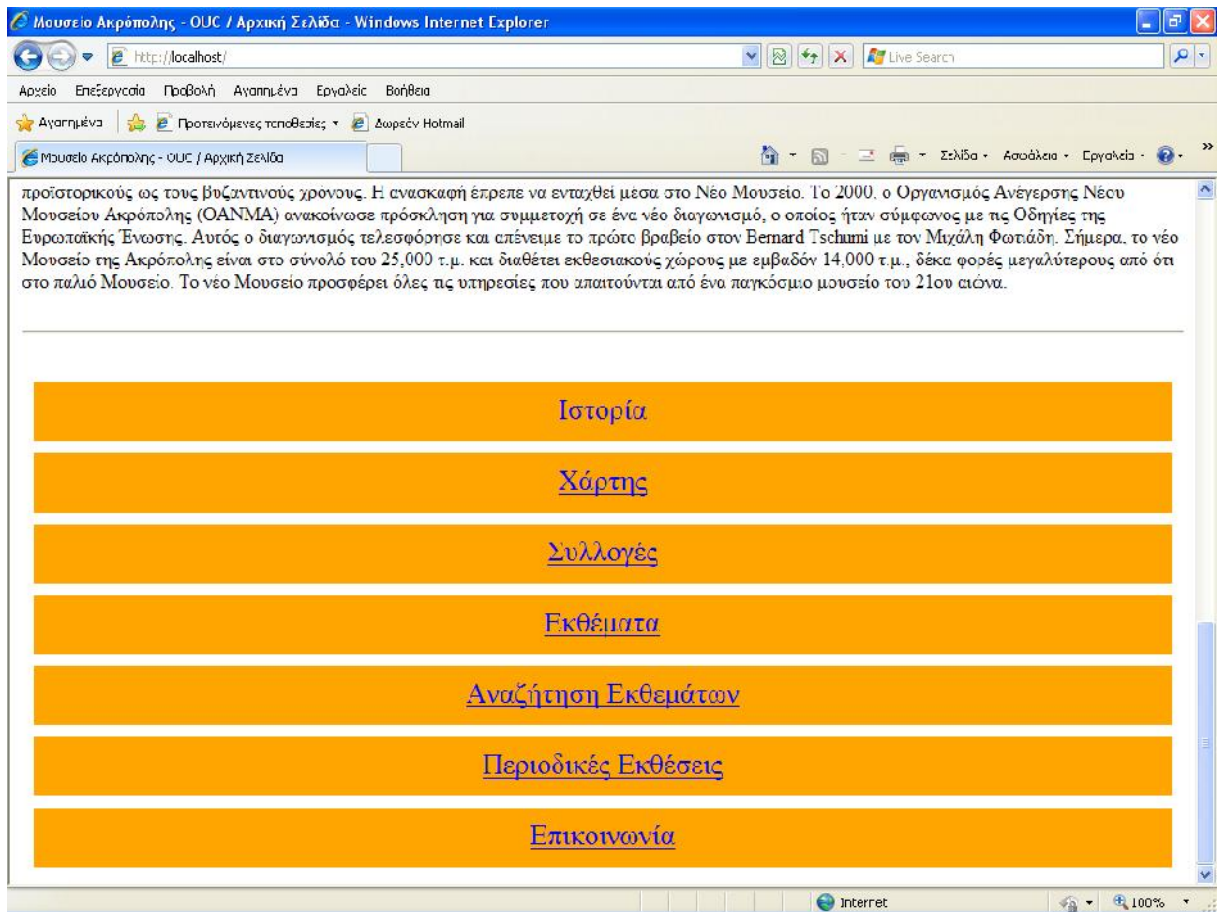 Μουσείο Ακρόπολης - OUC / Αρχική Σελίδα - Windows Internet Explorer
http://localhost/
Live Search
Αρχείο Επεξεργασία Προβολή Αγαπημένα Εργαλεία Βοήθεια
Αγαπημένα Προτεινόμενες τοποθεσίες Δωρεάν Hotmail
Μουσείο Ακρόπολης - OUC / Αρχική Σελίδα
Σελίδα Ασφάλεια Εργαλεία »
προϊστορικούς ως τους βυζαντινούς χρόνους. Η ανασκαφή έπρεπε να ενταχθεί μέσα στο Νέο Μουσείο. Το 2000, ο Οργανισμός Ανέγερσης Νέου
Μουσείου Ακρόπολης (ΟΑΝΜΑ) ανακοίνωσε πρόσκληση για συμμετοχή σε ένα νέο διαγωνισμό, ο οποίος ήταν σύμφωνος με τις Οδηγίες της
Ευρωπαϊκής Ένωσης. Αυτός ο διαγωνισμός τελεσφόρησε και απένειμε το πρώτο βραβείο στον Bernard Tschumi με τον Μιχάλη Φωτιάδη. Σήμερα, το νέο
Μουσείο της Ακρόπολης είναι στο σύνολό του 25,000 τ.μ. και διαθέτει εκθεσιακούς χώρους με εμβαδόν 14,000 τ.μ., δέκα φορές μεγαλύτερους από ότι
στο παλιό Μουσείο. Το νέο Μουσείο προσφέρει όλες τις υπηρεσίες που απαιτούνται από ένα παγκόσμιο μουσείο του 21ου αιώνα.
Ιστορία
Χάρτης
Συλλογές
Εκθέματα
Αναζήτηση Εκθεμάτων
Περιοδικές Εκθέσεις
Επικοινωνία
Internet 100%